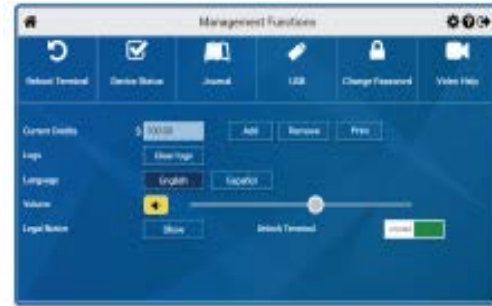 Management Functions
Reboot Terminal
Device Status
Journal
USB
Change Password
Video Help
Current Credits
$ 100.00
Add
Remove
Print
Logs
Clear logs
Language
English
Español
Volume
Legal Notice
Show
Unlock Terminal